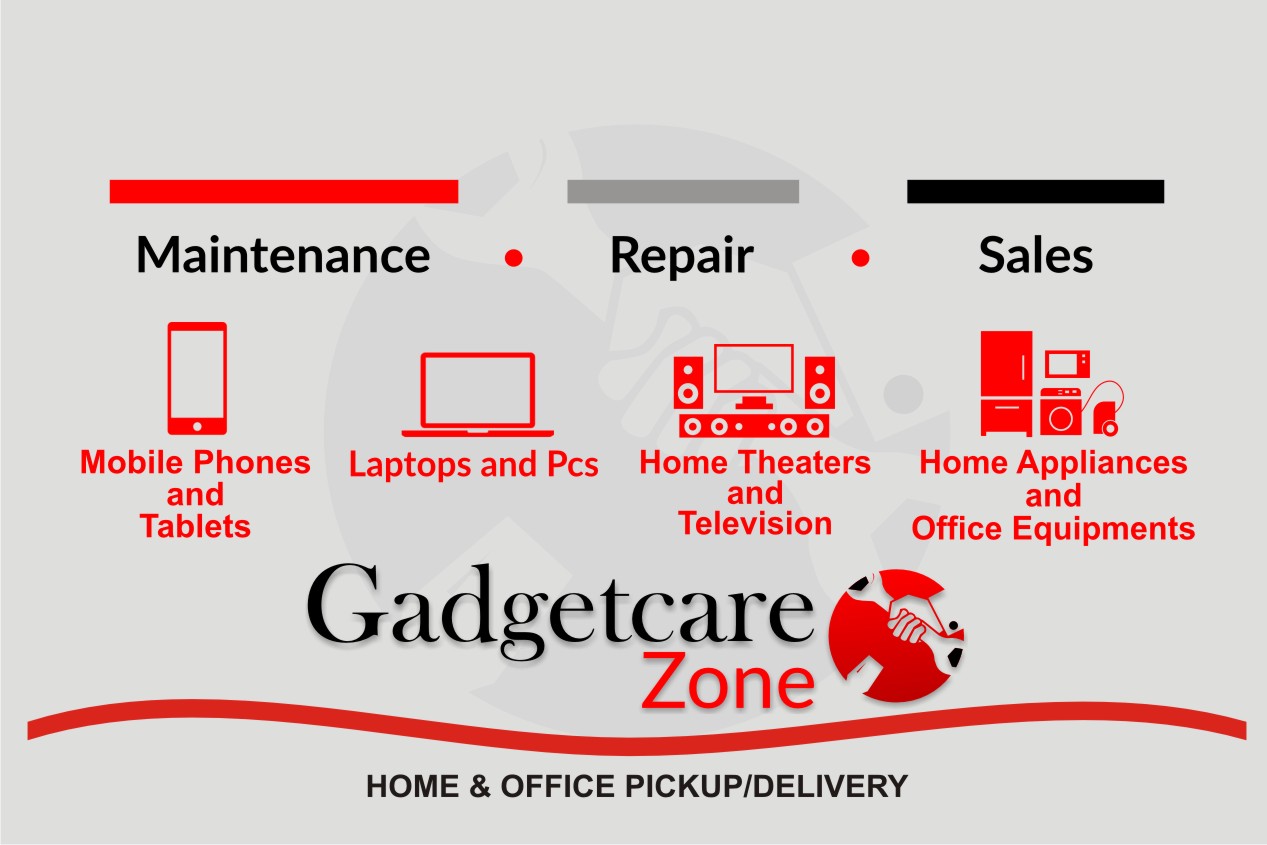 Maintenance • Repair • Sales
Mobile Phones
and
Tablets
Laptops and Pcs
Home Theaters
and
Television
Home Appliances
and
Office Equipments
Gadgetcare
Zone
HOME & OFFICE PICKUP/DELIVERY